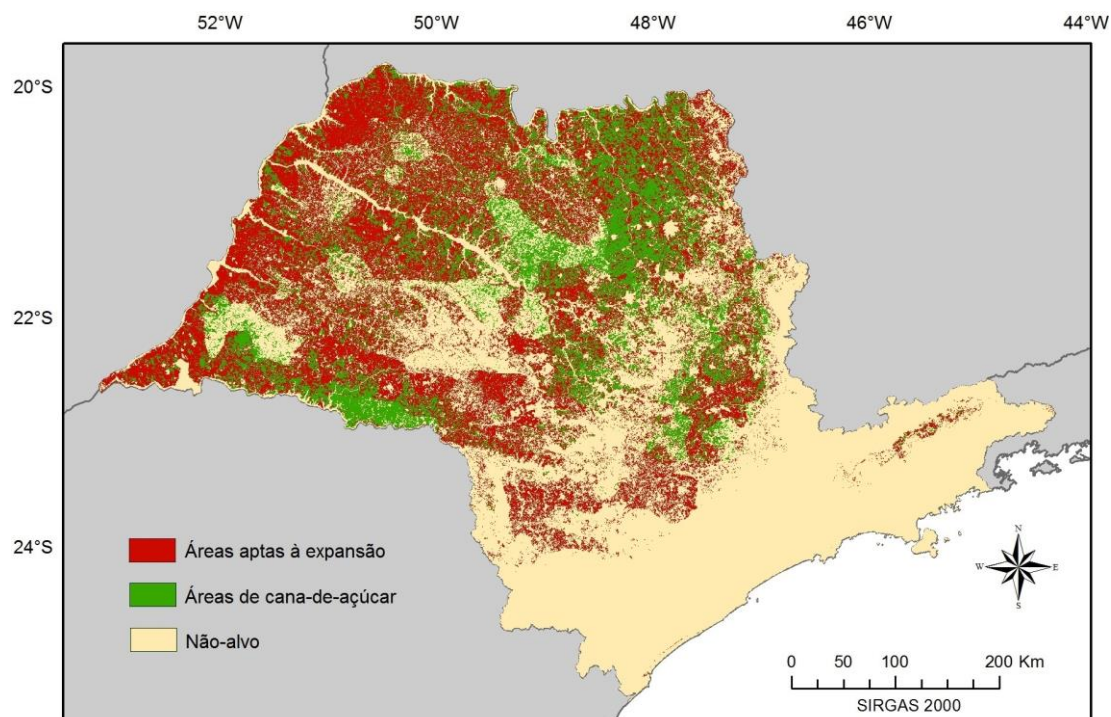 52°W 50°W 48°W 46°W 44°W
20°S
22°S
24°S
Áreas aptas à expansão
Áreas de cana-de-açúcar
Não-alvo
N
W E
S
0 50 100 200 Km
SIRGAS 2000